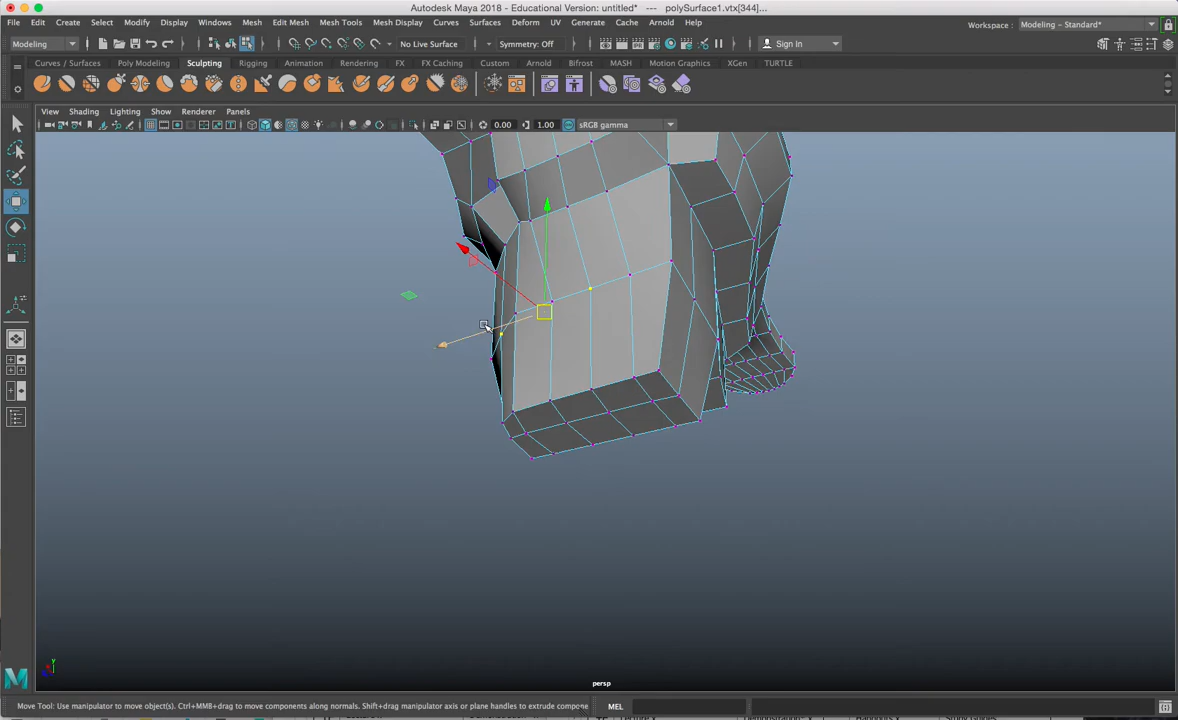 Autodesk Maya 2018 - Educational Version: untitled*  ---  polySurface1.vtx[344]...
File Edit Create Select Modify Display Windows Mesh Edit Mesh Mesh Tools Mesh Display Curves Surfaces Deform UV Generate Cache Arnold Help Workspace : Modeling - Standard*
Modeling No Live Surface Symmetry: Off Sign In
Curves / Surfaces Poly Modeling Sculpting Rigging Animation Rendering FX FX Caching Custom Arnold Bifrost MASH Motion Graphics XGen TURTLE
View Shading Lighting Show Renderer Panels
0.00 1.00 sRGB gamma
persp
y
Move Tool: Use manipulator to move object(s). Ctrl+MMB+drag to move components along normals. Shift+drag manipulator axis or plane handles to extrude compone MEL